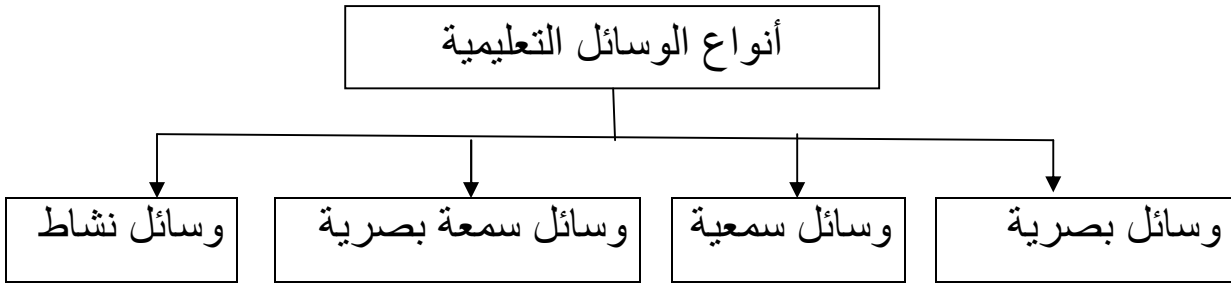 أنواع الوسائل التعليمية
وسائل بصرية
وسائل سمعية
وسائل سمعة بصرية
وسائل نشاط